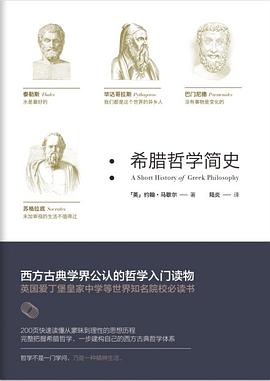 泰勒斯 Thales
水是最好的
毕达哥拉斯 Pythagoras
我们都是这个世界的异乡人
巴门尼德 Parmenides
没有事物是变化的
希腊哲学简史
A Short History of Greek Philosophy
[英] 约翰·马歇尔 — 著 陆炎 — 译
苏格拉底 Socrates
未加审视的生活不值得过
西方古典学界公认的哲学入门读物
英国爱丁堡皇家中学等世界知名院校必读书
200页快速读懂从蒙昧到理性的思想历程
完整把握希腊哲学，一步建构自己的西方古典哲学体系
哲学不是一门学问，乃是一种精神生活。